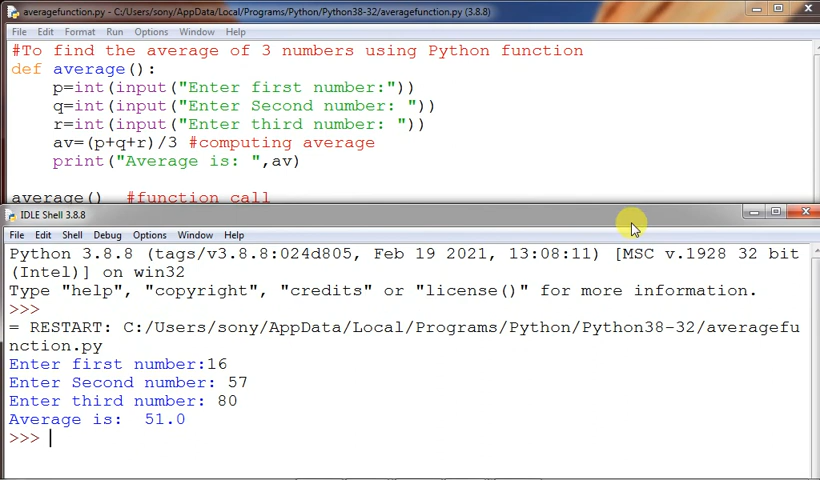 averagefunction.py - C:/Users/sony/AppData/Local/Programs/Python/Python38-32/averagefunction.py (3.8.8)
File Edit Format Run Options Window Help
#To find the average of 3 numbers using Python function
def average():
    p=int(input("Enter first number:"))
    q=int(input("Enter Second number: "))
    r=int(input("Enter third number: "))
    av=(p+q+r)/3 #computing average
    print("Average is: ",av)
average()  #function call
IDLE Shell 3.8.8
File Edit Shell Debug Options Window Help
Python 3.8.8 (tags/v3.8.8:024d805, Feb 19 2021, 13:08:11) [MSC v.1928 32 bit
(Intel)] on win32
Type "help", "copyright", "credits" or "license()" for more information.
>>>
= RESTART: C:/Users/sony/AppData/Local/Programs/Python/Python38-32/averagefu
nction.py
Enter first number:16
Enter Second number: 57
Enter third number: 80
Average is:  51.0
>>>